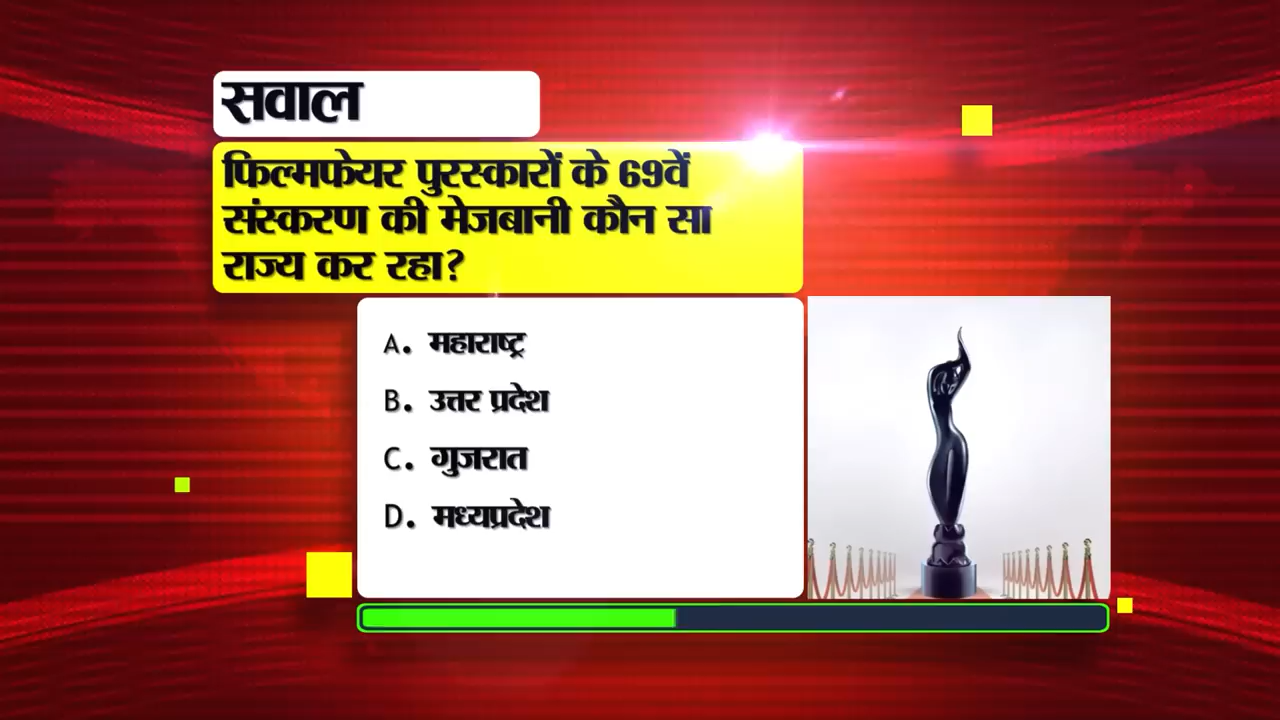 सवाल
फिल्मफेयर पुरस्कारों के 69वें
संस्करण की मेजबानी कौन सा
राज्य कर रहा?
A. महाराष्ट्र
B. उत्तर प्रदेश
C. गुजरात
D. मध्यप्रदेश